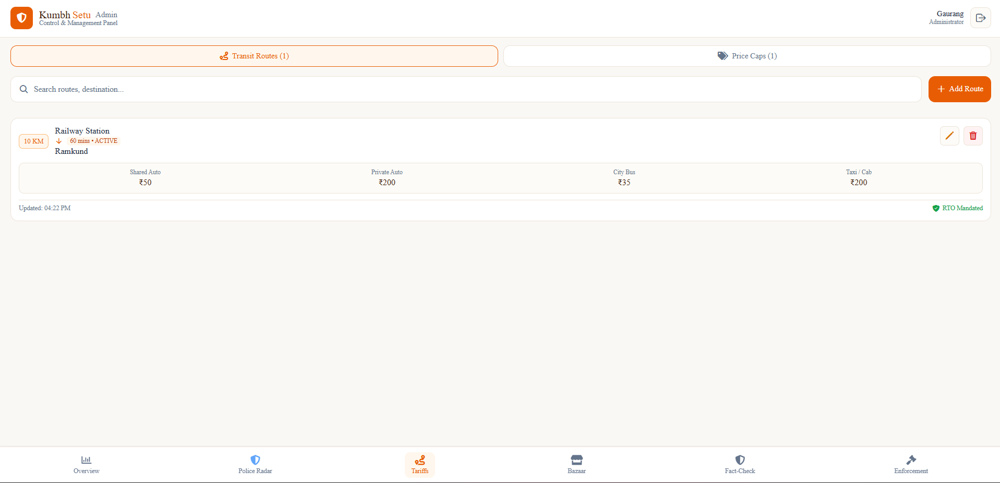 Kumbh Setu Admin
Control & Management Panel
Gaurang
Administrator
Transit Routes (1)
Price Caps (1)
Search routes, destination...
+ Add Route
10 KM
Railway Station
60 mins • ACTIVE
Ramkund
Shared Auto
₹50
Private Auto
₹200
City Bus
₹35
Taxi / Cab
₹200
Updated: 04:22 PM
RTO Mandated
Overview
Police Radar
Tariffs
Bazaar
Fact-Check
Enforcement